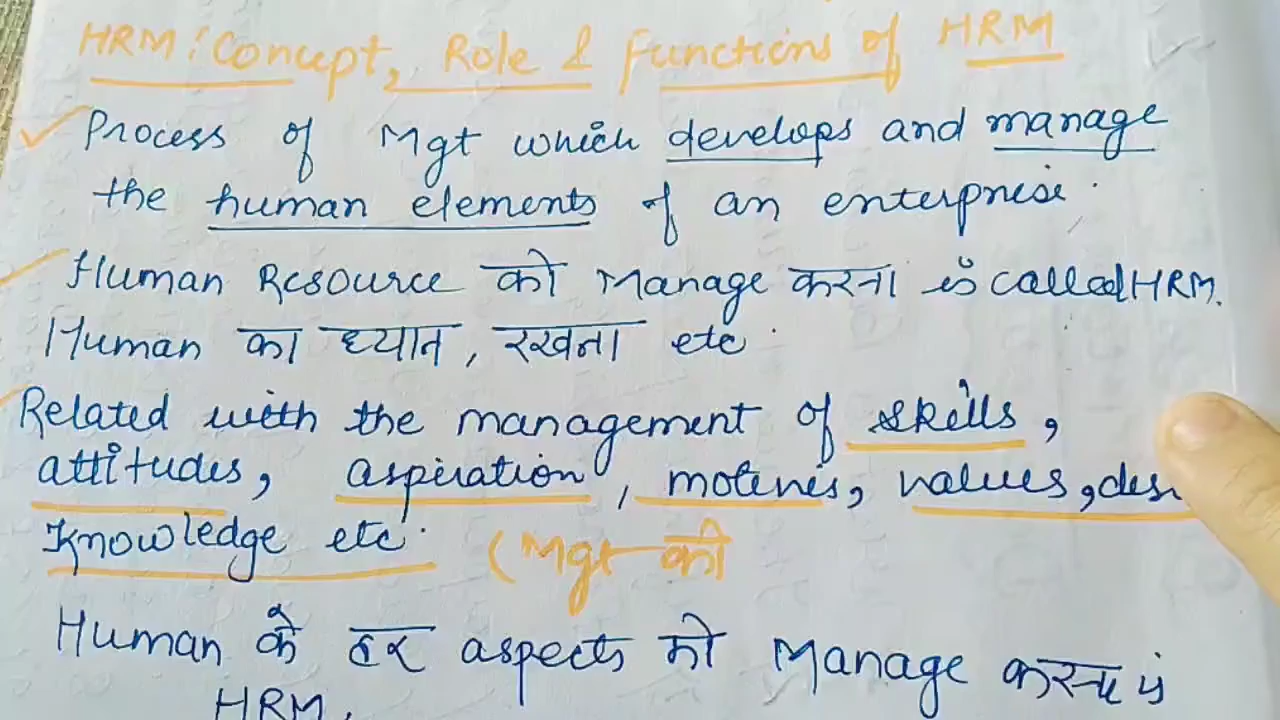 HRM: Concept, Role & functions of HRM
Process of Mgt which develops and manage
the human elements of an enterprise.
Human Resource को Manage करना is called HRM.
Human का ध्यान, रखना etc.
Related with the management of skills,
attitudes, aspiration, motives, values,
Knowledge etc. (Mgt की
Human के हर aspects को Manage करना is
HRM.